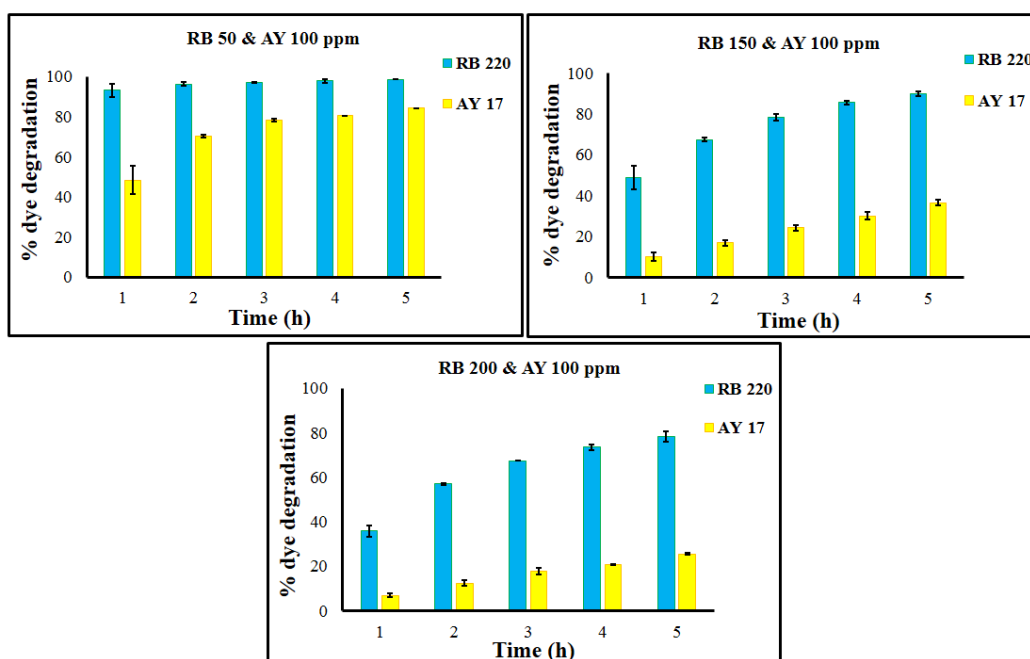 RB 50 & AY 100 ppm
RB 220
AY 17
% dye degradation
100
80
60
40
20
0
1 2 3 4 5
Time (h)
RB 150 & AY 100 ppm
RB 220
AY 17
% dye degradation
100
80
60
40
20
0
1 2 3 4 5
Time (h)
RB 200 & AY 100 ppm
RB 220
AY 17
% dye degradation
100
80
60
40
20
0
1 2 3 4 5
Time (h)